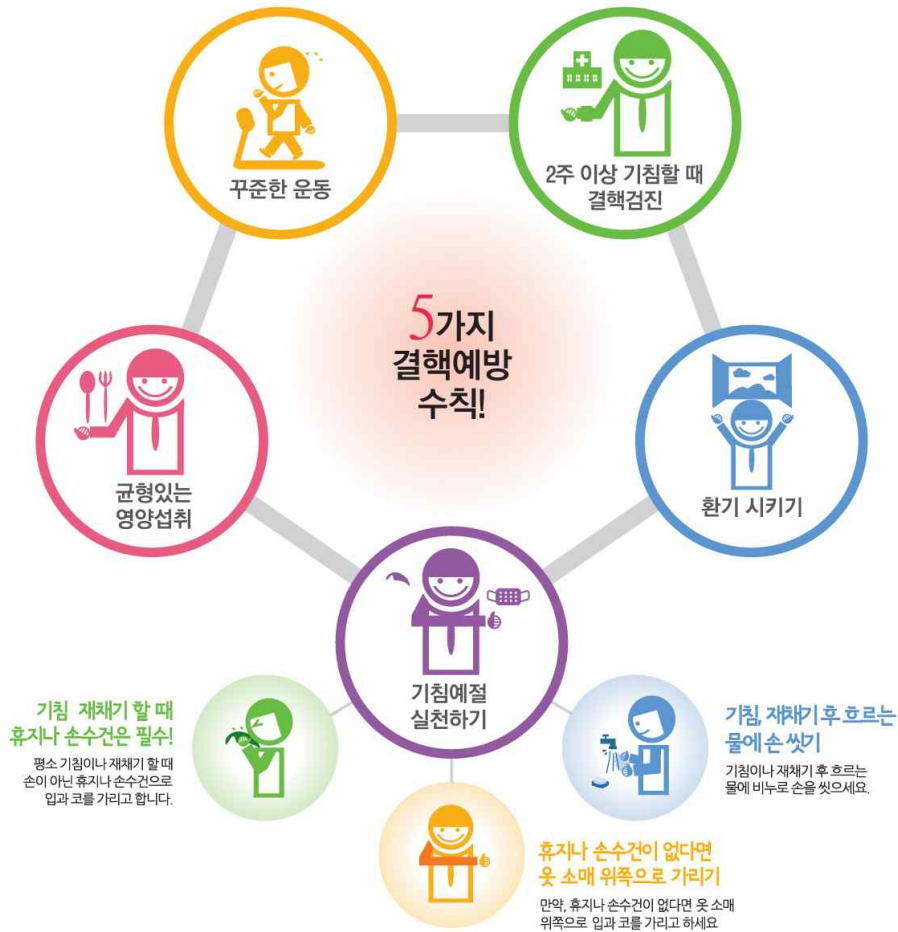 꾸준한 운동
2주 이상 기침할 때
결핵검진
5가지
결핵예방
수칙!
균형있는
영양섭취
환기 시키기
기침예절
실천하기
기침 재채기 할 때
휴지나 손수건은 필수!
평소 기침이나 재채기 할 때
손이 아닌 휴지나 손수건으로
입과 코를 가리고 합니다.
기침, 재채기 후 흐르는
물에 손 씻기
기침이나 재채기 후 흐르는
물에 비누로 손을 씻으세요.
휴지나 손수건이 없다면
옷 소매 위쪽으로 가리기
만약, 휴지나 손수건이 없다면 옷 소매
위쪽으로 입과 코를 가리고 하세요